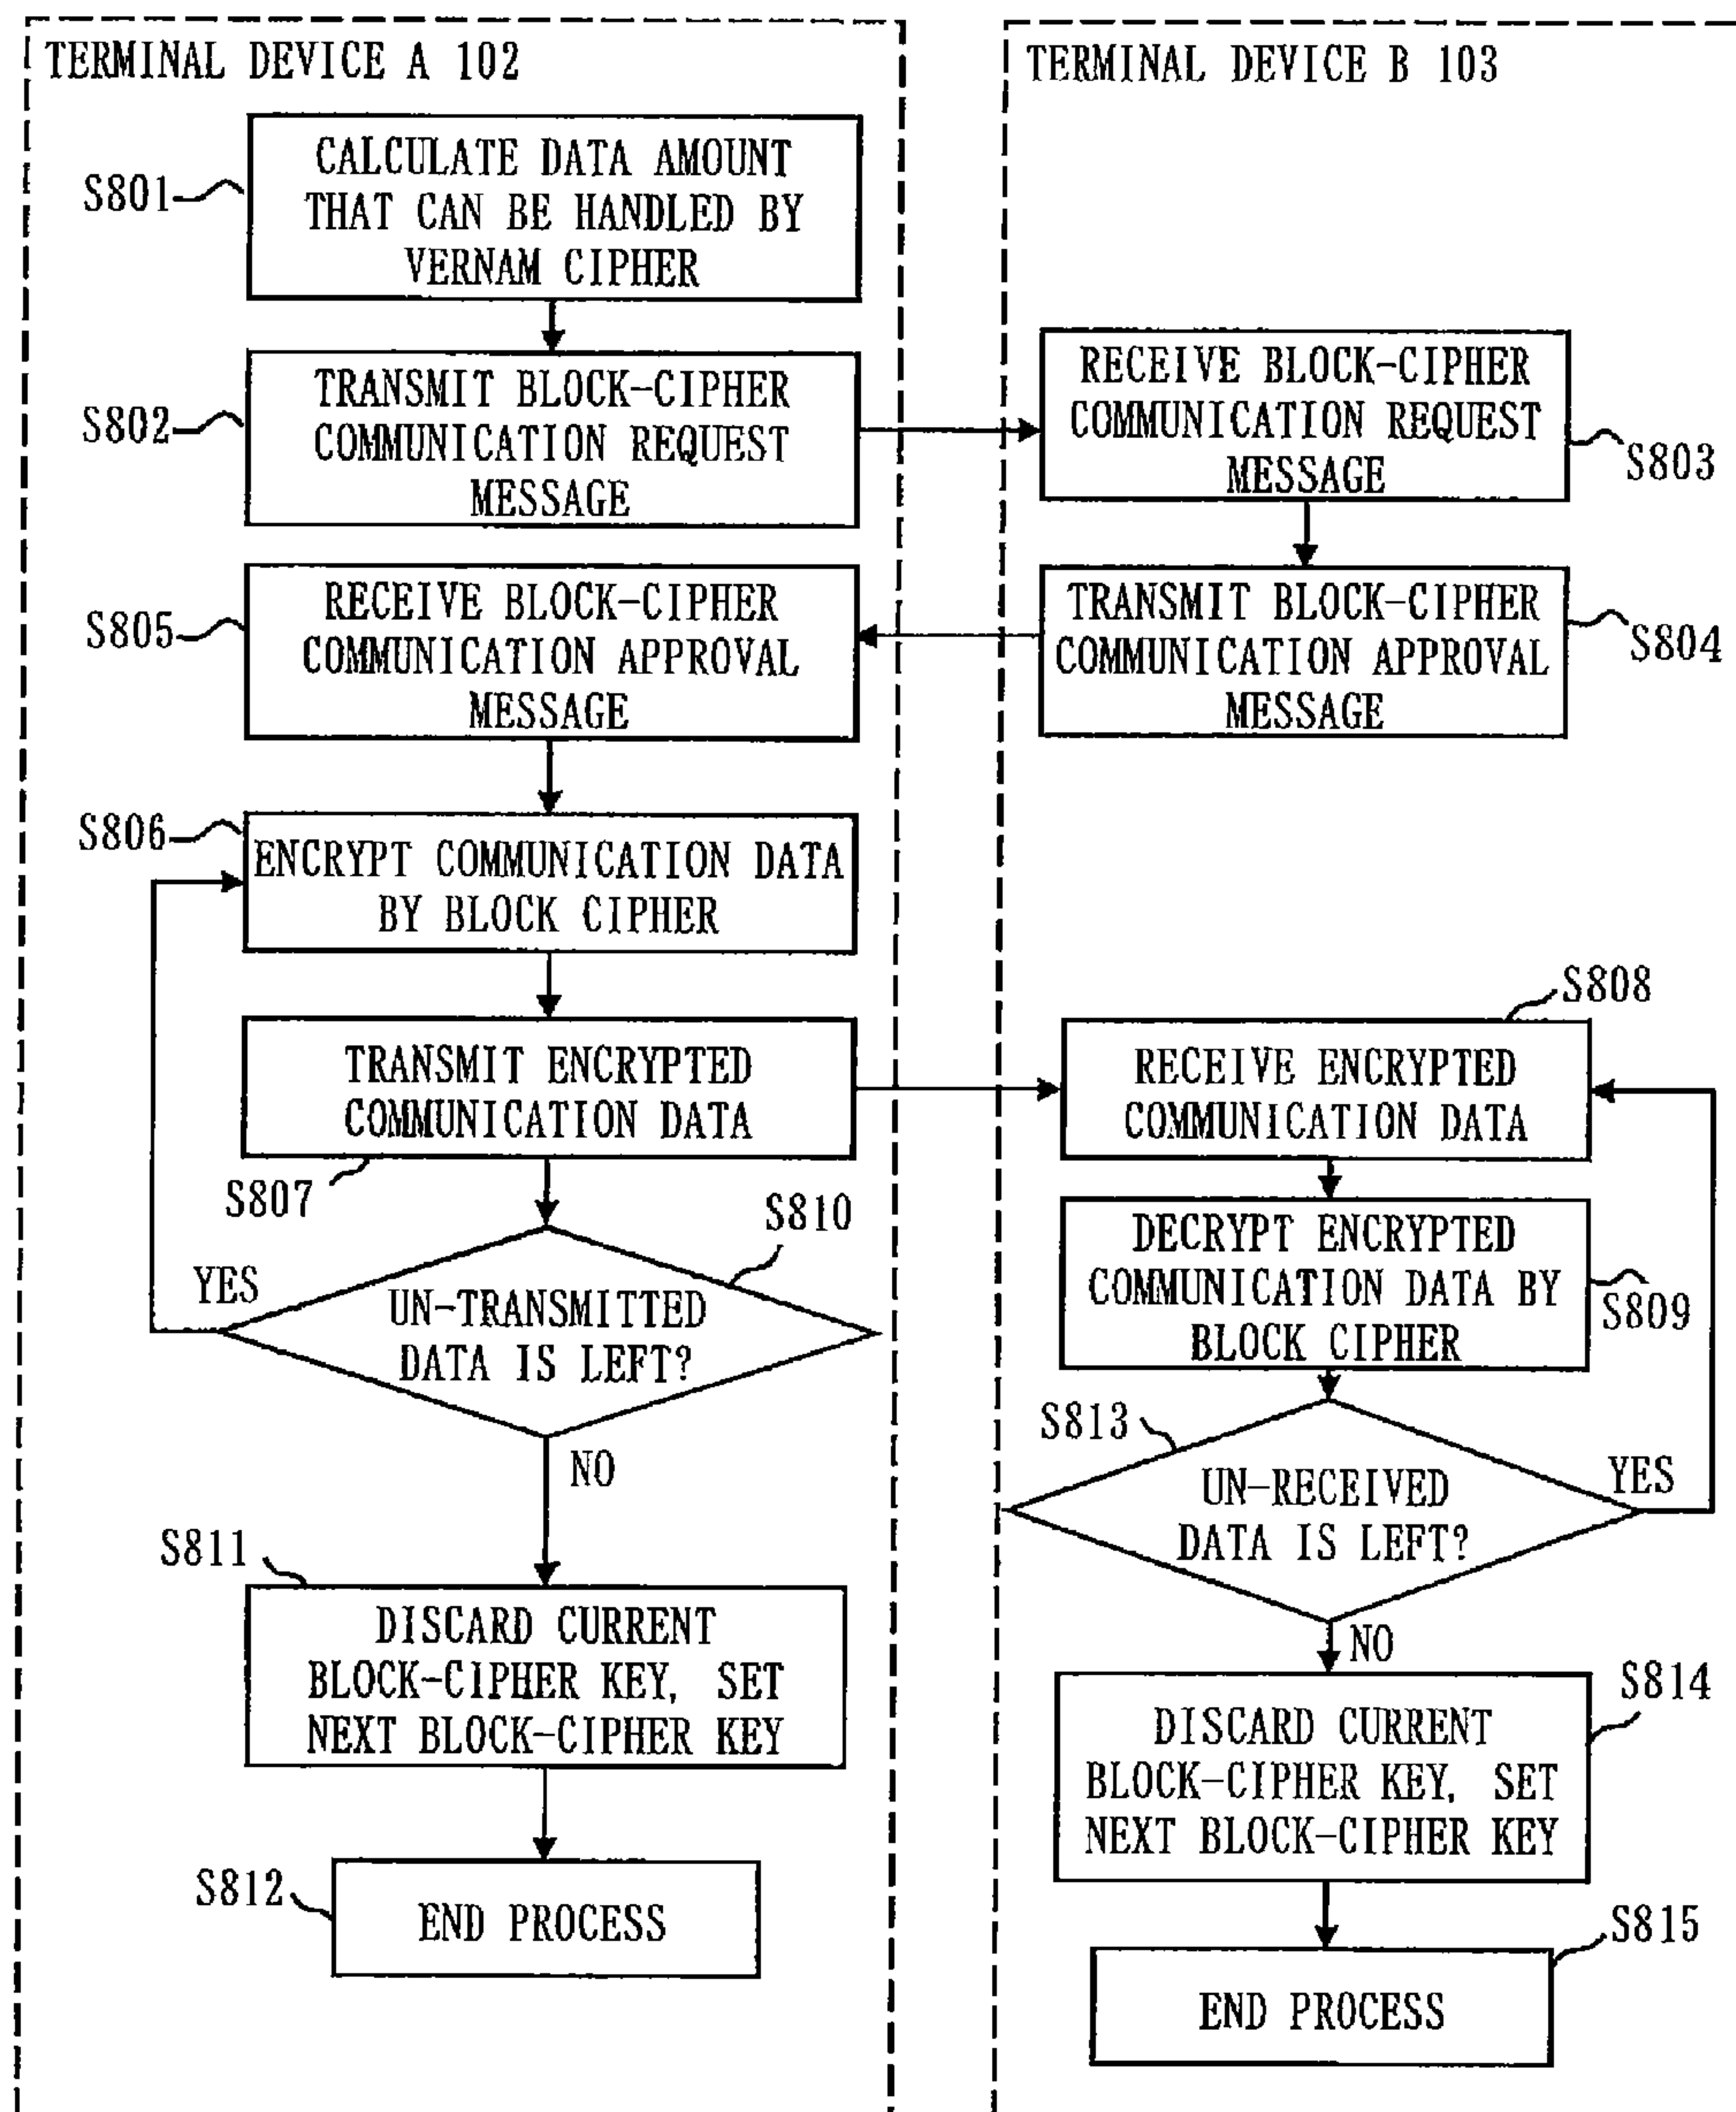 TERMINAL DEVICE A 102
S801
CALCULATE DATA AMOUNT
THAT CAN BE HANDLED BY
VERNAM CIPHER
S802
TRANSMIT BLOCK-CIPHER
COMMUNICATION REQUEST
MESSAGE
S805
RECEIVE BLOCK-CIPHER
COMMUNICATION APPROVAL
MESSAGE
S806
ENCRYPT COMMUNICATION DATA
BY BLOCK CIPHER
TRANSMIT ENCRYPTED
COMMUNICATION DATA
S807
S810
YES
UN-TRANSMITTED
DATA IS LEFT?
NO
S811
DISCARD CURRENT
BLOCK-CIPHER KEY, SET
NEXT BLOCK-CIPHER KEY
S812
END PROCESS
TERMINAL DEVICE B 103
RECEIVE BLOCK-CIPHER
COMMUNICATION REQUEST
MESSAGE
S803
TRANSMIT BLOCK-CIPHER
COMMUNICATION APPROVAL
MESSAGE
S804
S808
RECEIVE ENCRYPTED
COMMUNICATION DATA
DECRYPT ENCRYPTED
COMMUNICATION DATA BY
BLOCK CIPHER
S809
S813
UN-RECEIVED
DATA IS LEFT?
YES
NO
S814
DISCARD CURRENT
BLOCK-CIPHER KEY, SET
NEXT BLOCK-CIPHER KEY
S815
END PROCESS